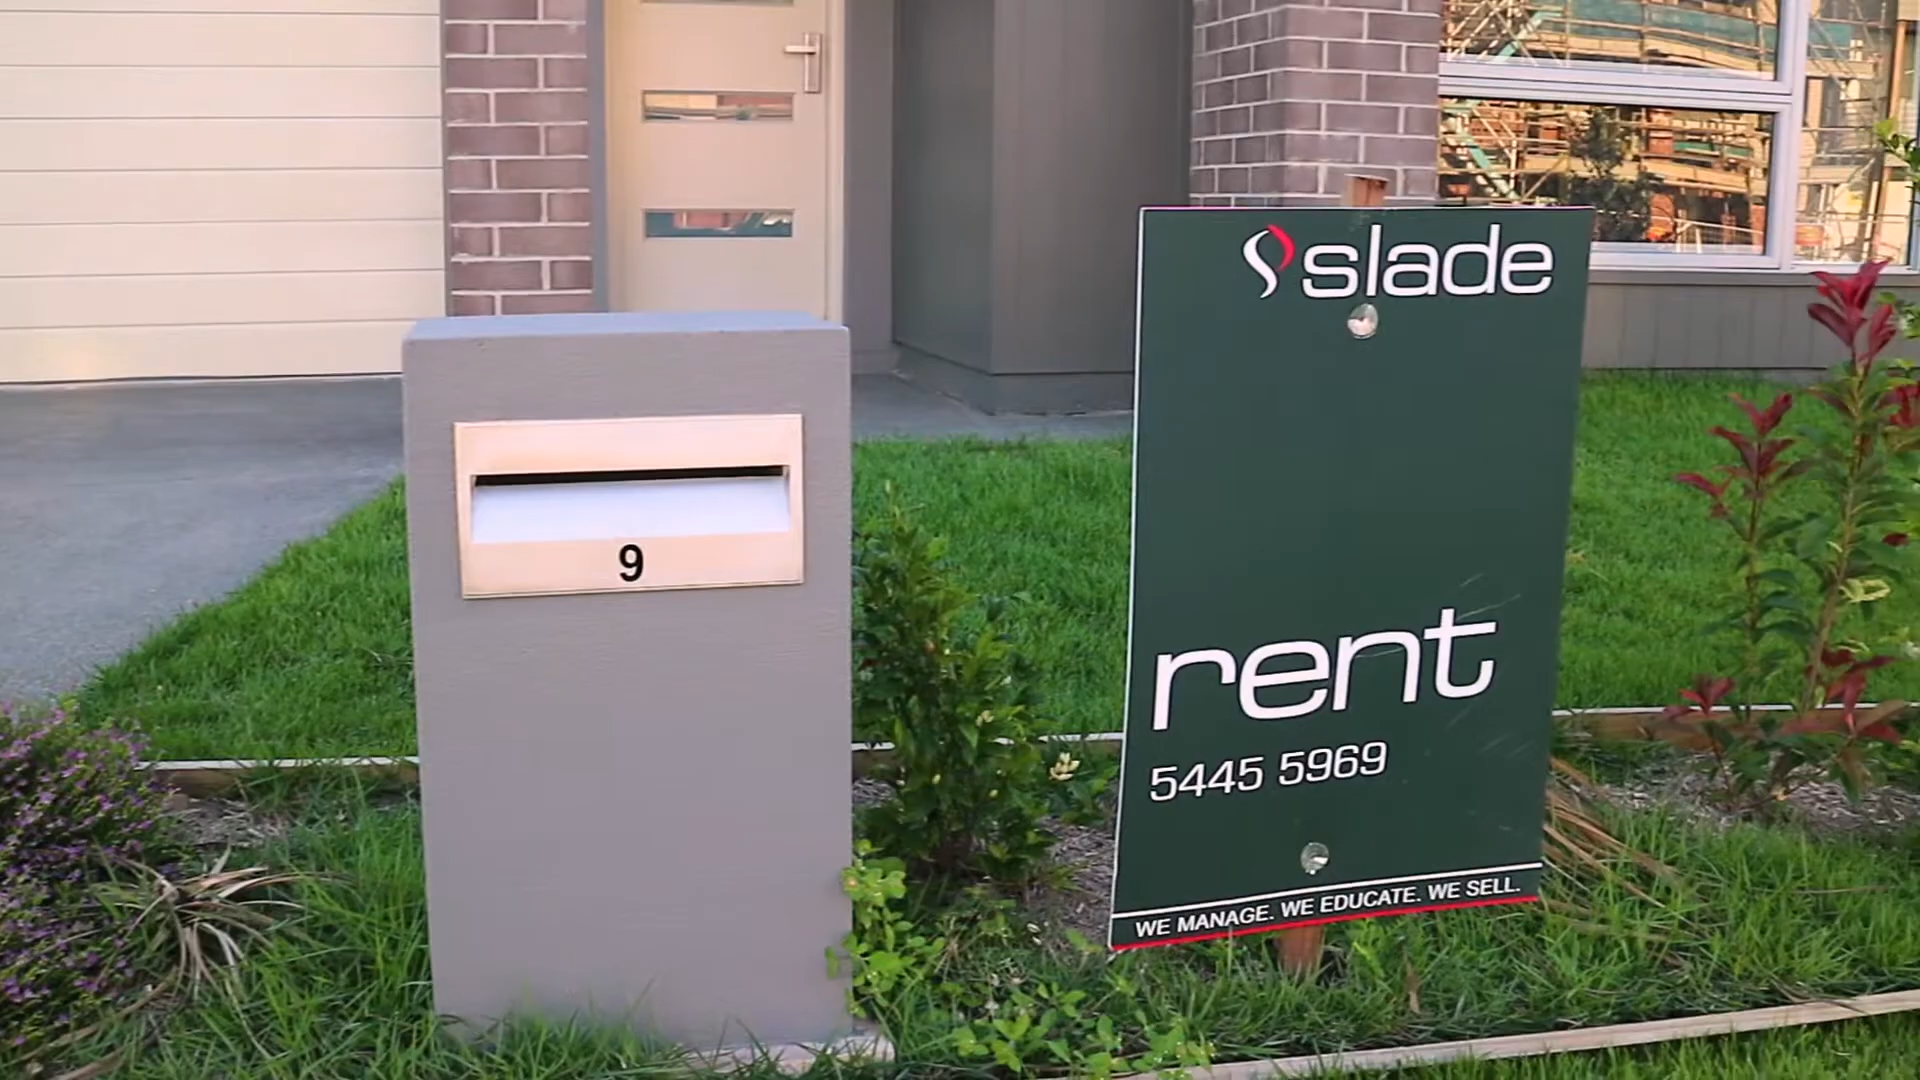 9
slade
rent
5445 5969
WE MANAGE. WE EDUCATE. WE SELL.